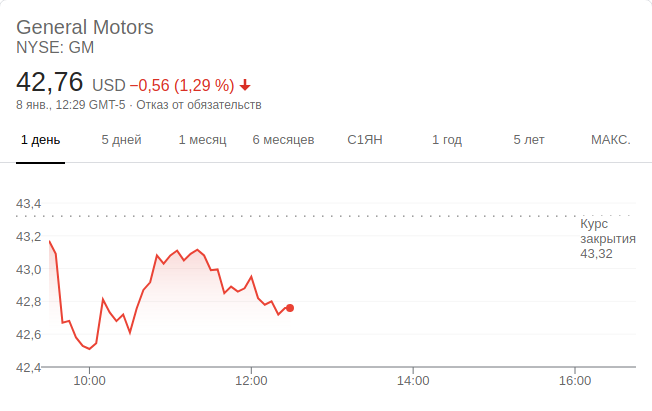 General Motors
NYSE: GM
42,76 USD −0,56 (1,29 %)
8 янв., 12:29 GMT-5 · Отказ от обязательств
1 день 5 дней 1 месяц 6 месяцев С1ЯН 1 год 5 лет МАКС.
43,4
Курс
закрытия
43,32
43,2
43,0
42,8
42,6
42,4
10:00 12:00 14:00 16:00